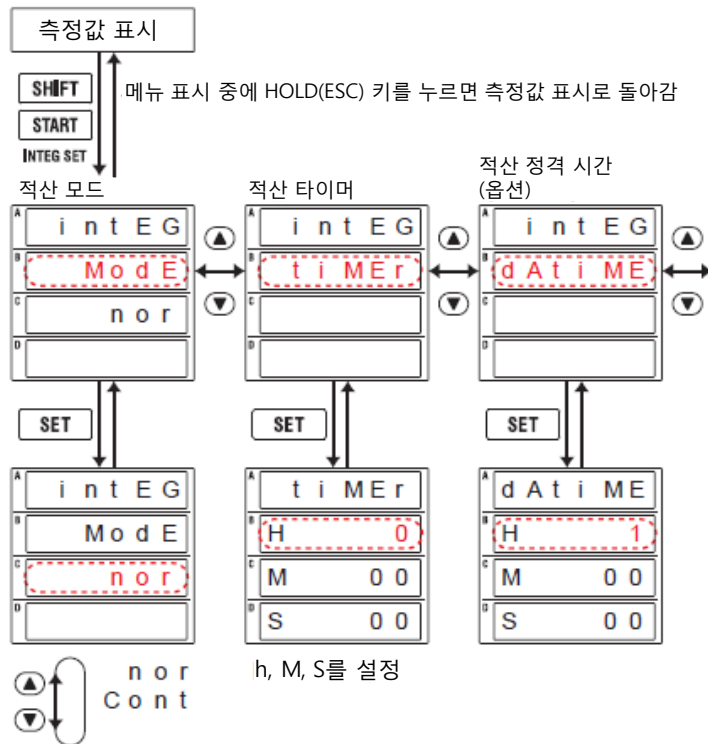 측정값 표시
SHIFT
START
INTEG SET
메뉴 표시 중에 HOLD(ESC) 키를 누르면 측정값 표시로 돌아감
적산 모드
적산 타이머
적산 정격 시간
(옵션)
A intEG
B ModE
C nor
D
A intEG
B tiMEr
C
D
A intEG
B dAtiME
C
D
SET
SET
SET
A intEG
B ModE
C nor
D
A tiMEr
B H 0
C M 00
D S 00
A dAtiME
B H 1
C M 00
D S 00
nor
Cont
h, M, S를 설정